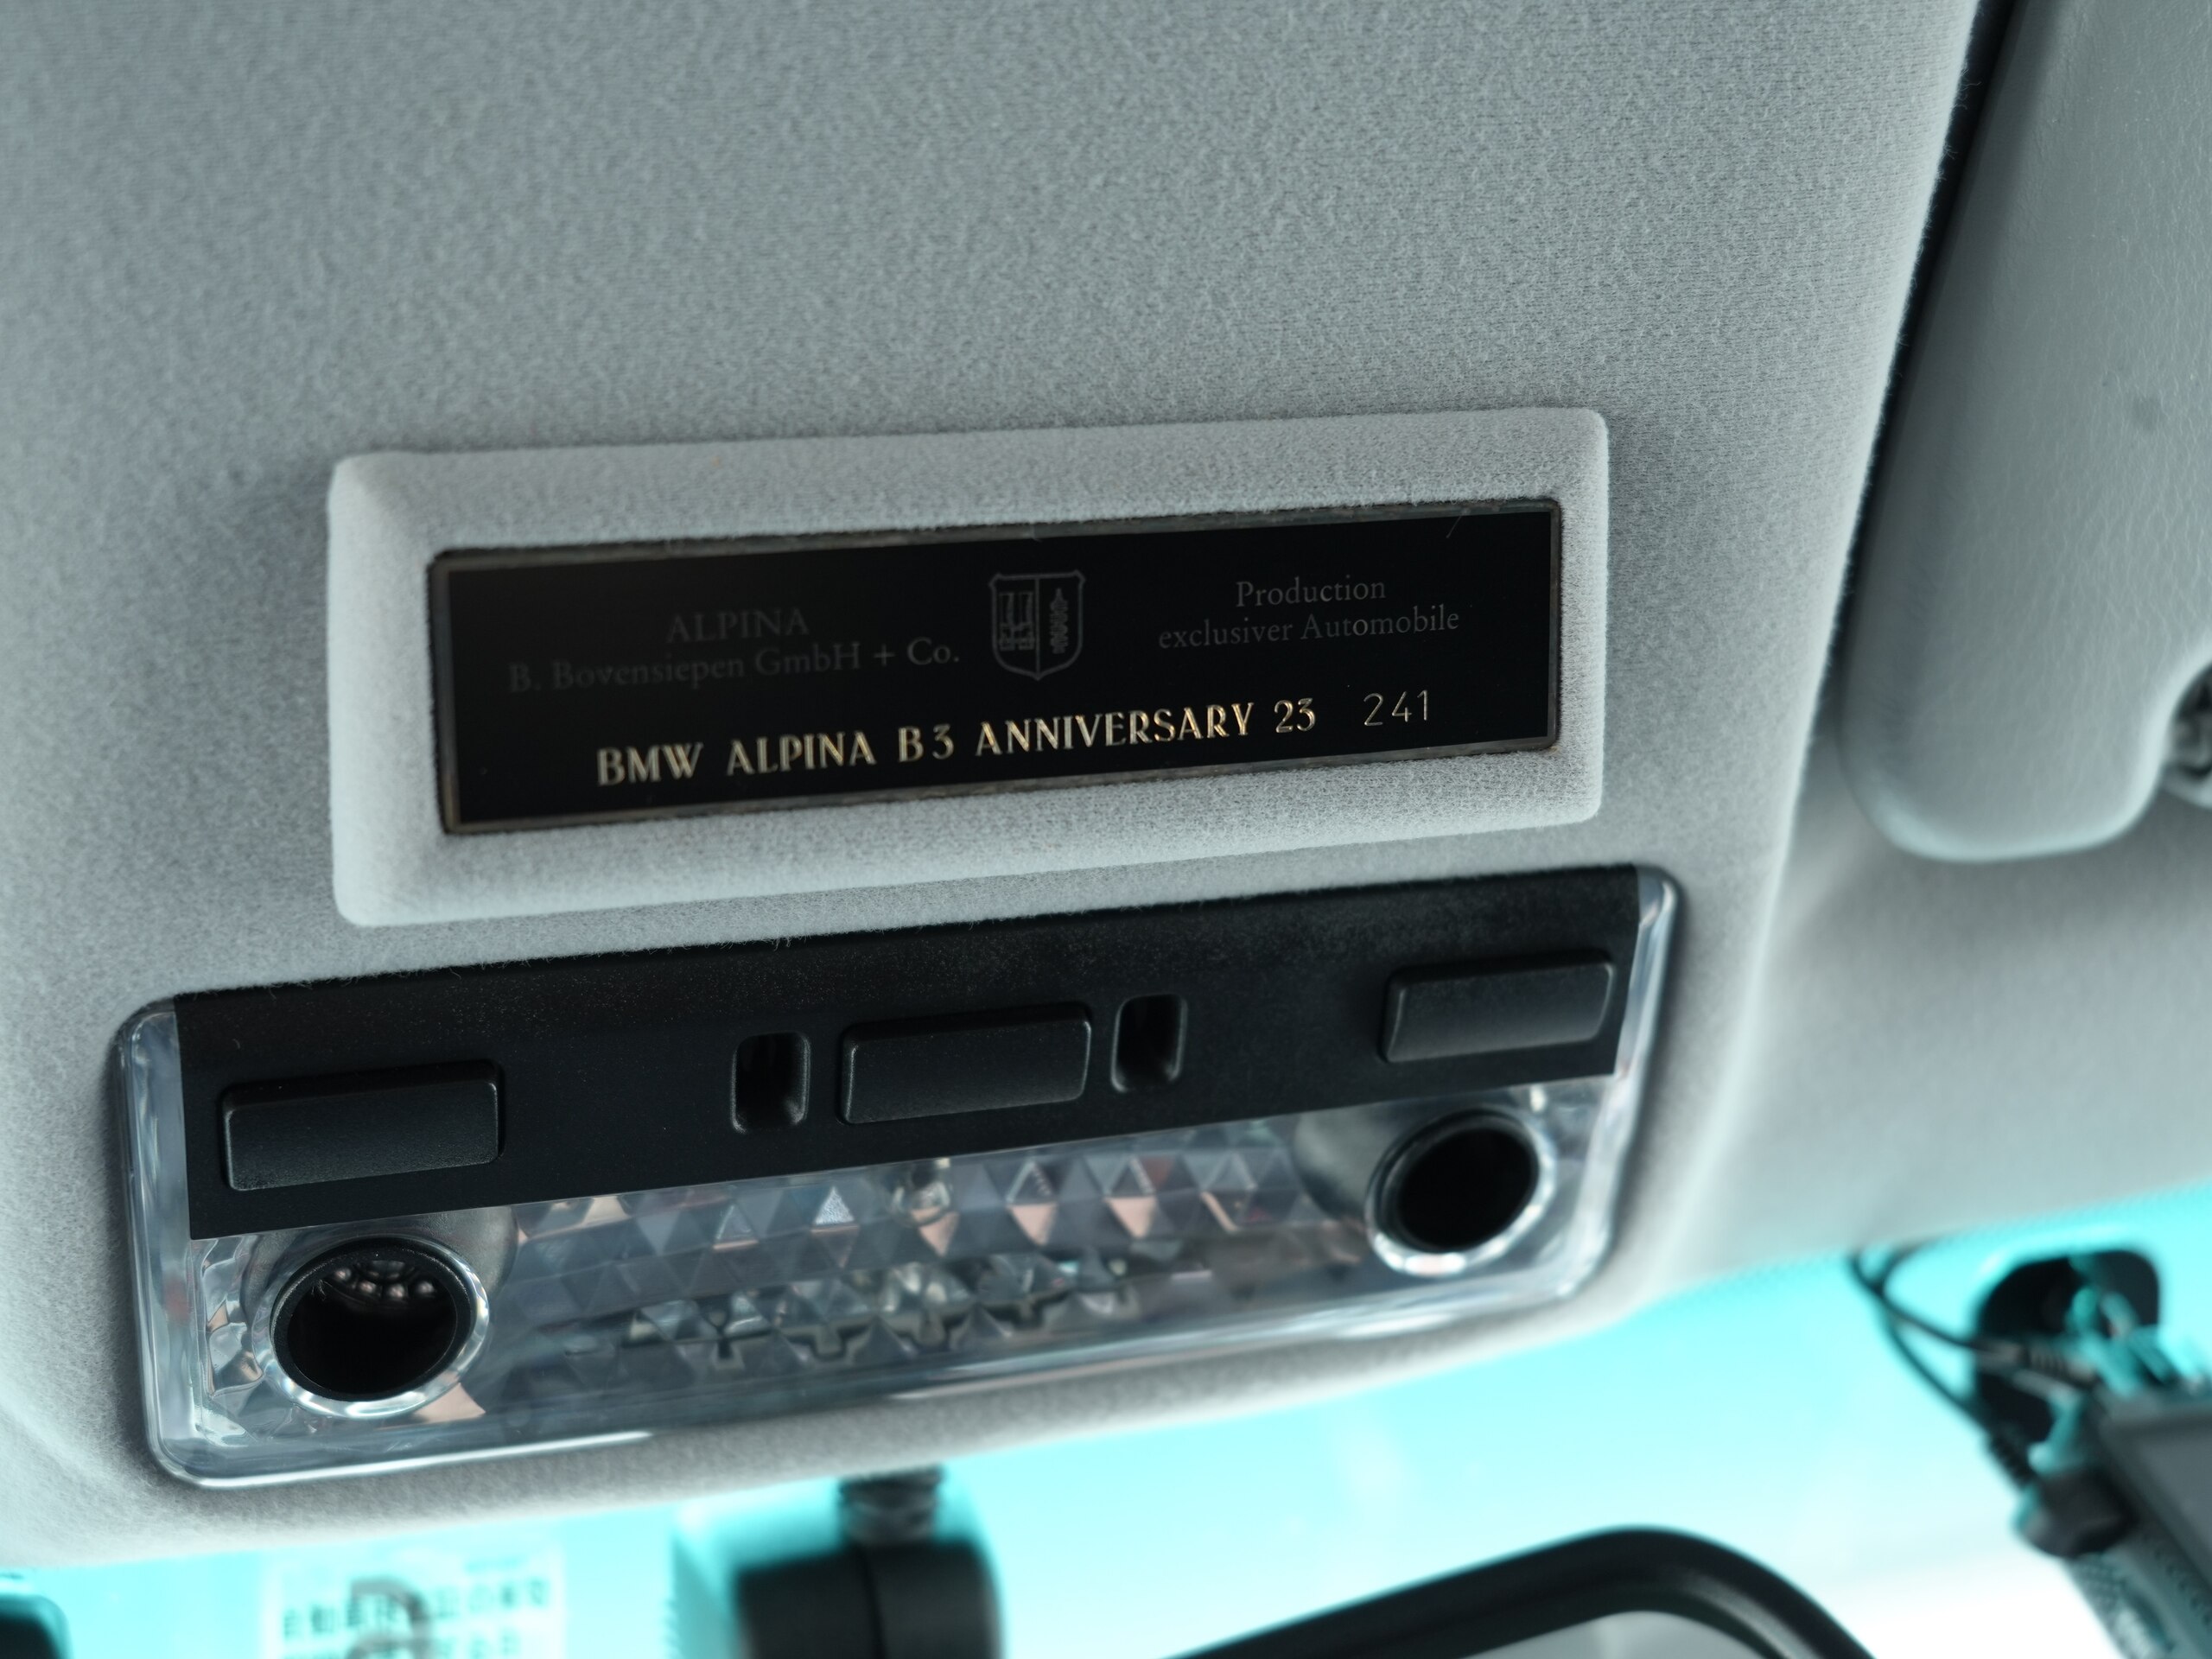 ALPINA
B. Bovensiepen GmbH + Co.
Production
exclusiver Automobile
BMW ALPINA B3 ANNIVERSARY 23 241